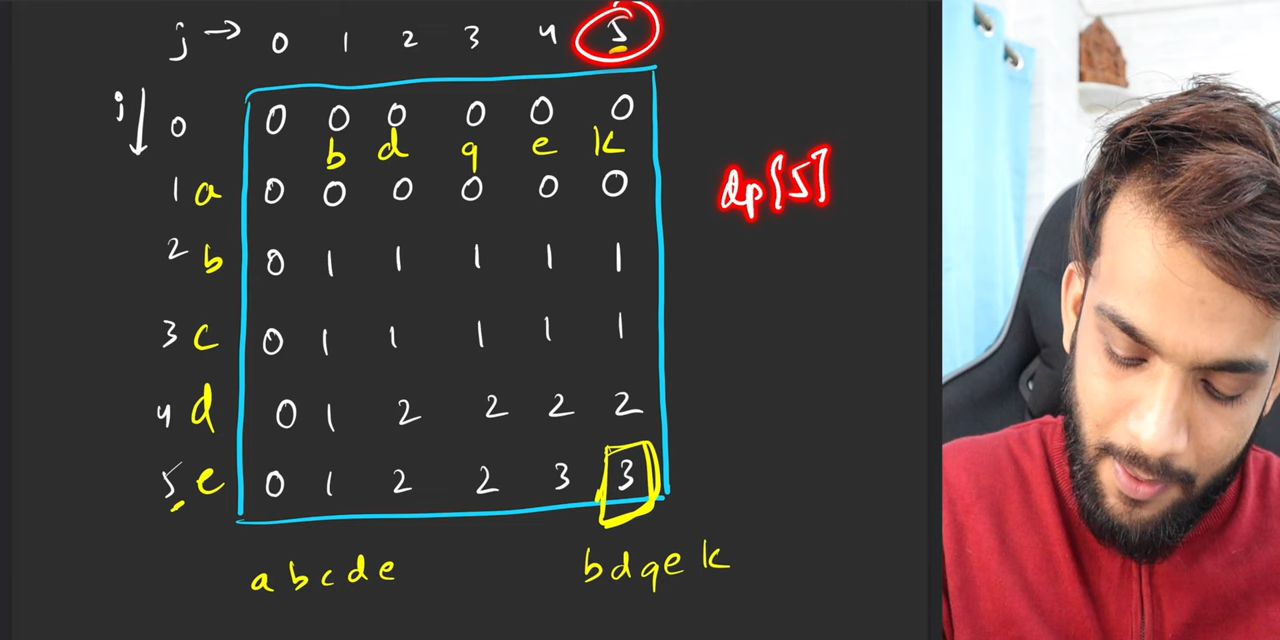 j → 0 1 2 3 4 5
i ↓ 0 0 0 0 0 0 0
b d g e k
dp[5]
1 a 0 0 0 0 0 0
2 b 0 1 1 1 1 1
3 c 0 1 1 1 1 1
4 d 0 1 2 2 2 2
5 e 0 1 2 2 3 3
a b c d e
b d g e k